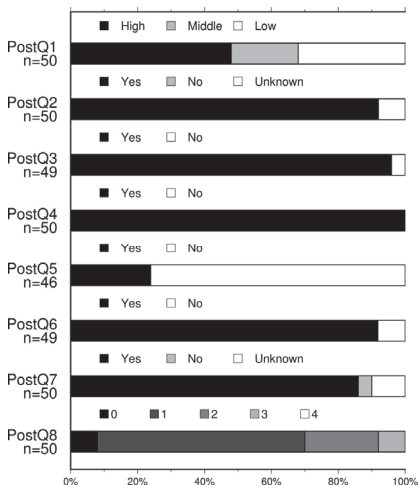 High Middle Low
PostQ1
n=50
Yes No Unknown
PostQ2
n=50
Yes No
PostQ3
n=49
Yes No
PostQ4
n=50
Yes No
PostQ5
n=46
Yes No
PostQ6
n=49
Yes No Unknown
PostQ7
n=50
0 1 2 3 4
PostQ8
n=50
0% 20% 40% 60% 80% 100%